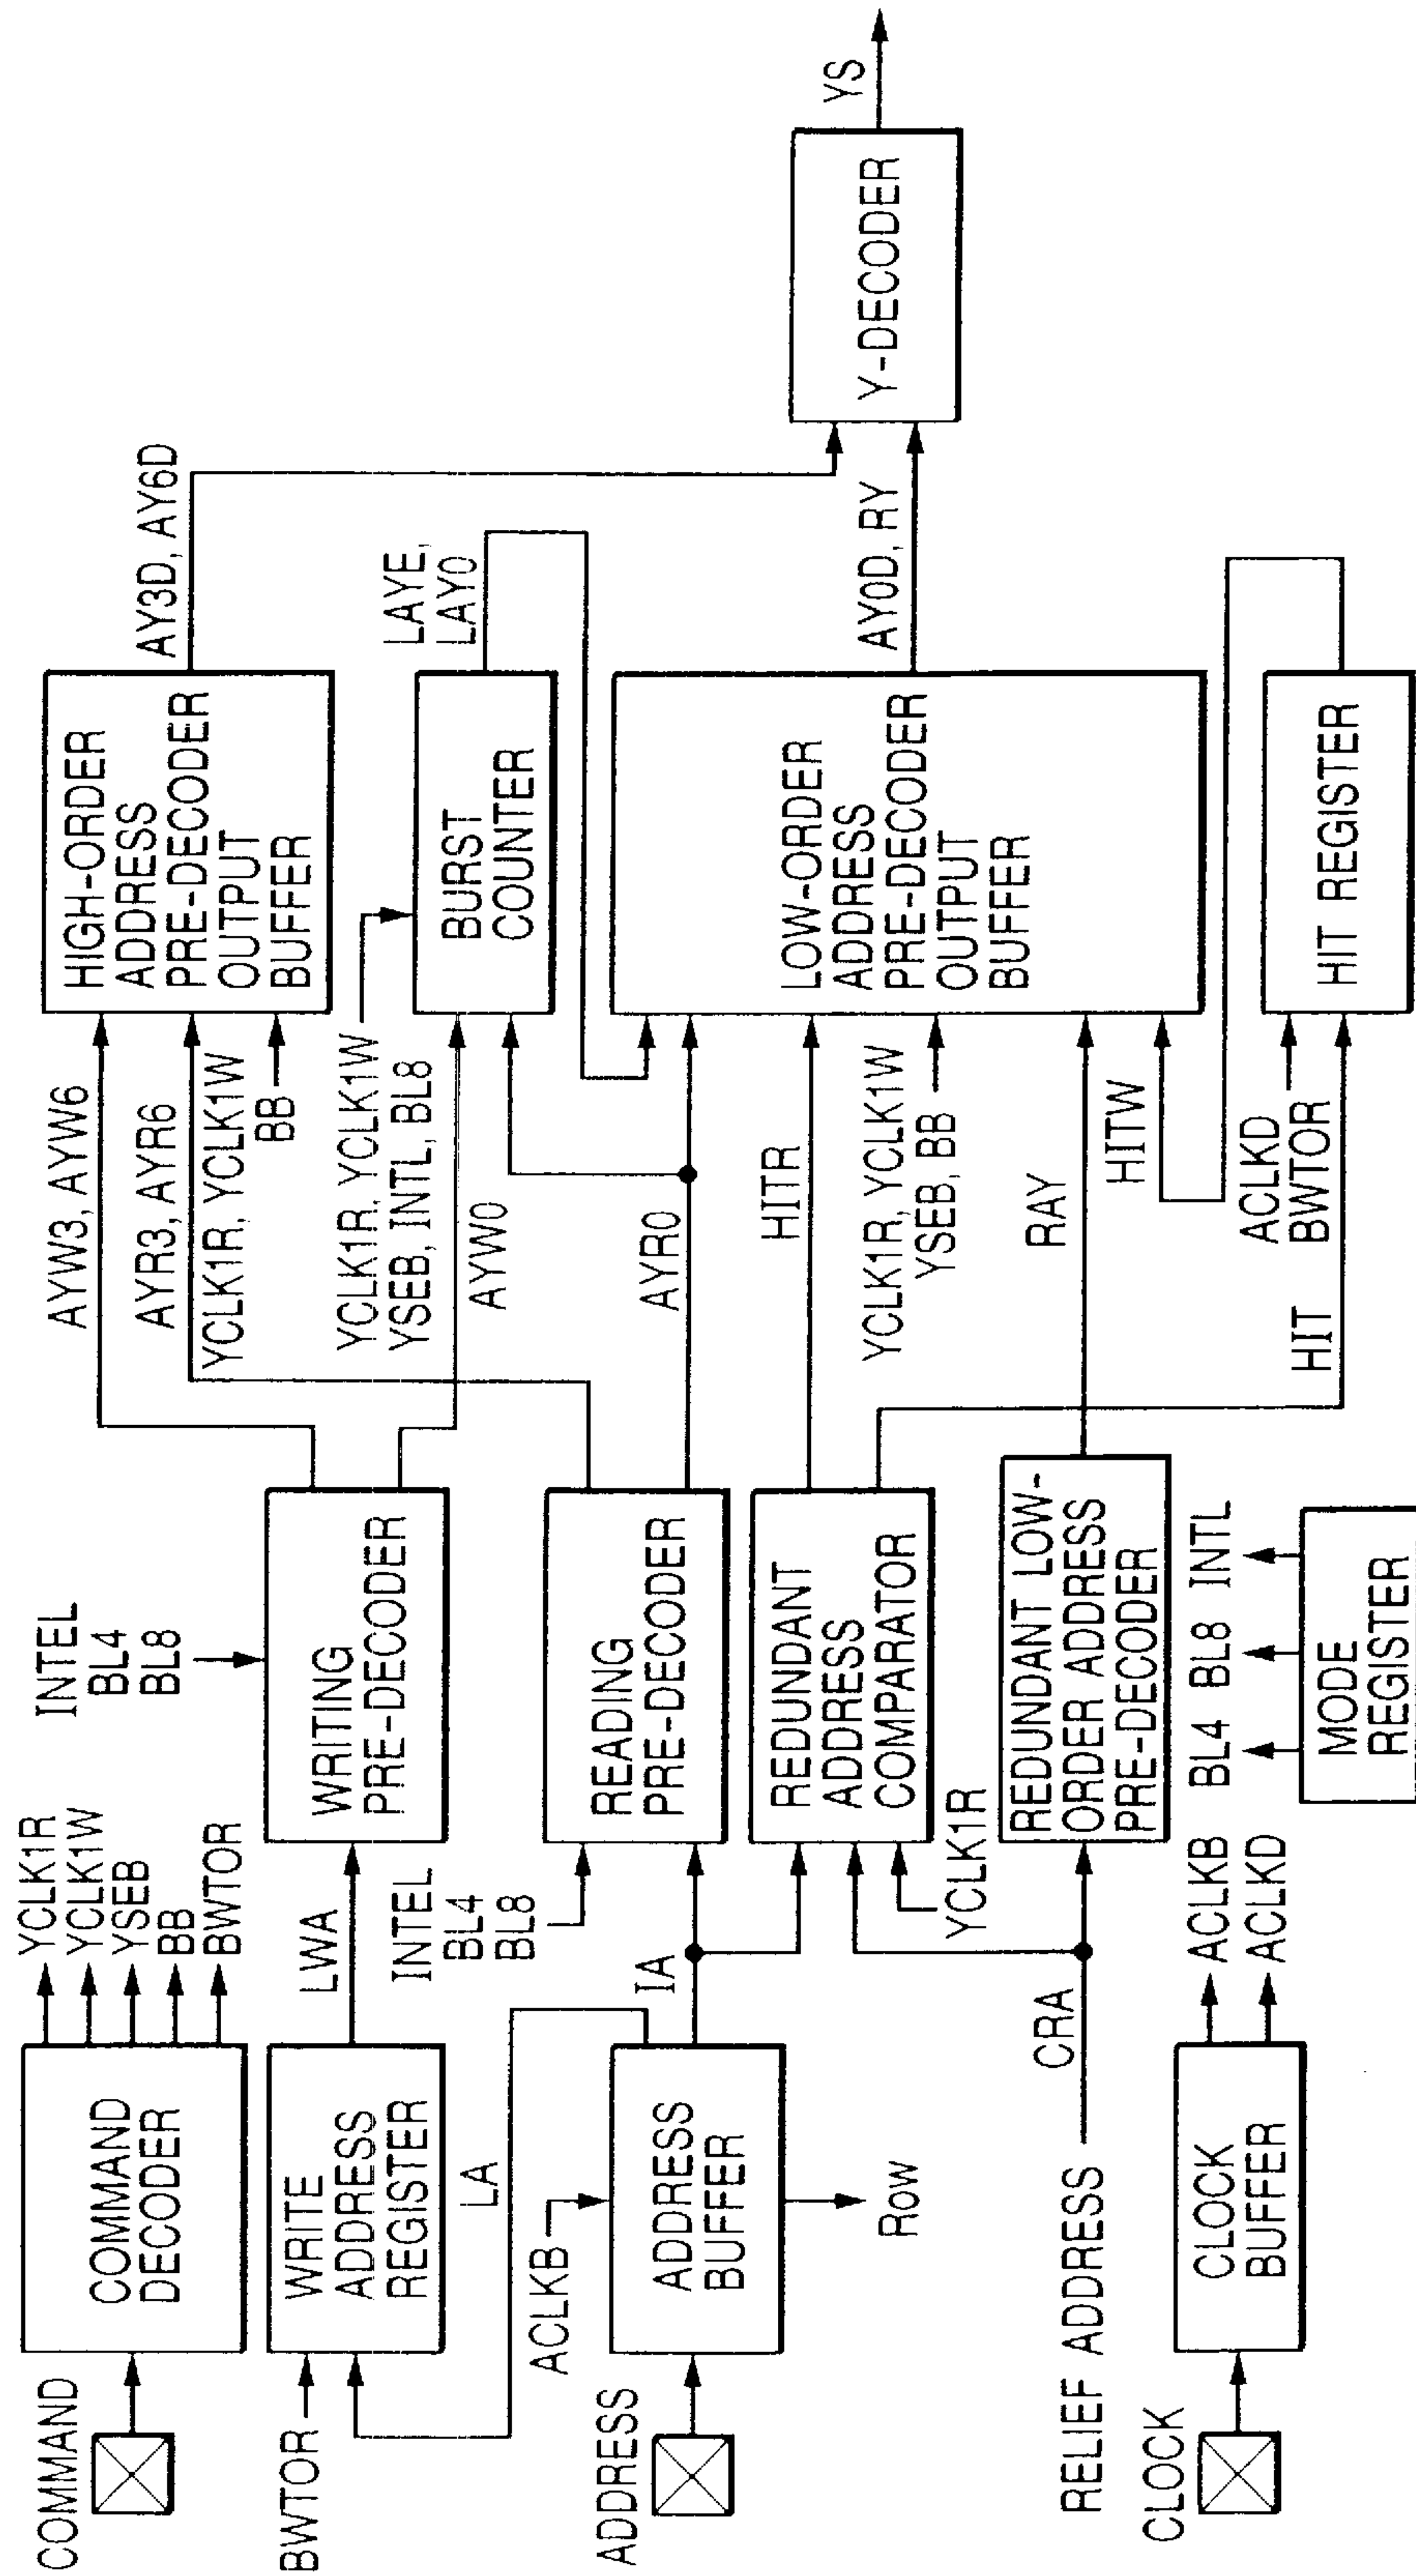 COMMAND
COMMAND
DECODER
YCLK1R
YCLK1W
YSEB
BB
BWTOR
BWTOR
WRITE
ADDRESS
REGISTER
LWA
LA
INTEL
BL4
BL8
WRITING
PRE-DECODER
AYW3, AYW6
AYR3, AYR6
YCLK1R, YCLK1W
BB
HIGH-ORDER
ADDRESS
PRE-DECODER
OUTPUT
BUFFER
AY3D, AY6D
YCLK1R, YCLK1W
YSEB, INTL, BL8
AYW0
BURST
COUNTER
LAYE,
LAY0
ADDRESS
ACLKB
ADDRESS
BUFFER
Row
IA
INTEL
BL4
BL8
READING
PRE-DECODER
AYR0
REDUNDANT
ADDRESS
COMPARATOR
YCLK1R
HITR
YCLK1R, YCLK1W
YSEB, BB
LOW-ORDER
ADDRESS
PRE-DECODER
OUTPUT
BUFFER
AY0D, RY
Y-DECODER
YS
RELIEF ADDRESS
CRA
REDUNDANT LOW-
ORDER ADDRESS
PRE-DECODER
RAY
HITW
ACLKD
BWTOR
HIT
HIT REGISTER
CLOCK
CLOCK
BUFFER
ACLKB
ACLKD
BL4 BL8 INTL
MODE
REGISTER